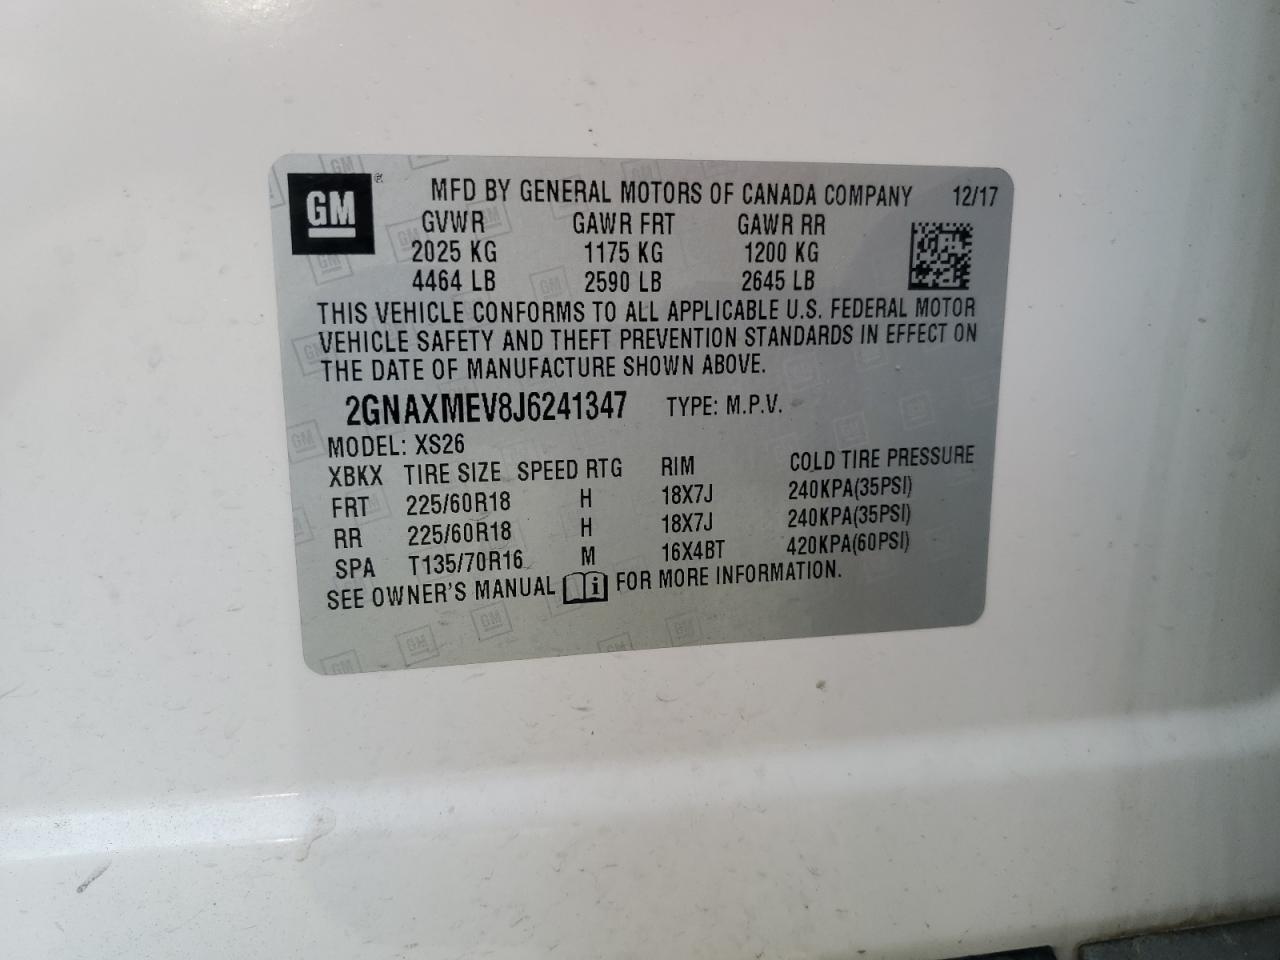 GM
®
MFD BY GENERAL MOTORS OF CANADA COMPANY 12/17
GVWR GAWR FRT GAWR RR
2025 KG 1175 KG 1200 KG
4464 LB 2590 LB 2645 LB
THIS VEHICLE CONFORMS TO ALL APPLICABLE U.S. FEDERAL MOTOR
VEHICLE SAFETY AND THEFT PREVENTION STANDARDS IN EFFECT ON
THE DATE OF MANUFACTURE SHOWN ABOVE.
2GNAXMEV8J6241347 TYPE: M.P.V.
MODEL: XS26
XBKX TIRE SIZE SPEED RTG RIM COLD TIRE PRESSURE
FRT 225/60R18 H 18X7J 240KPA(35PSI)
RR 225/60R18 H 18X7J 240KPA(35PSI)
SPA T135/70R16 M 16X4BT 420KPA(60PSI)
SEE OWNER'S MANUAL i FOR MORE INFORMATION.